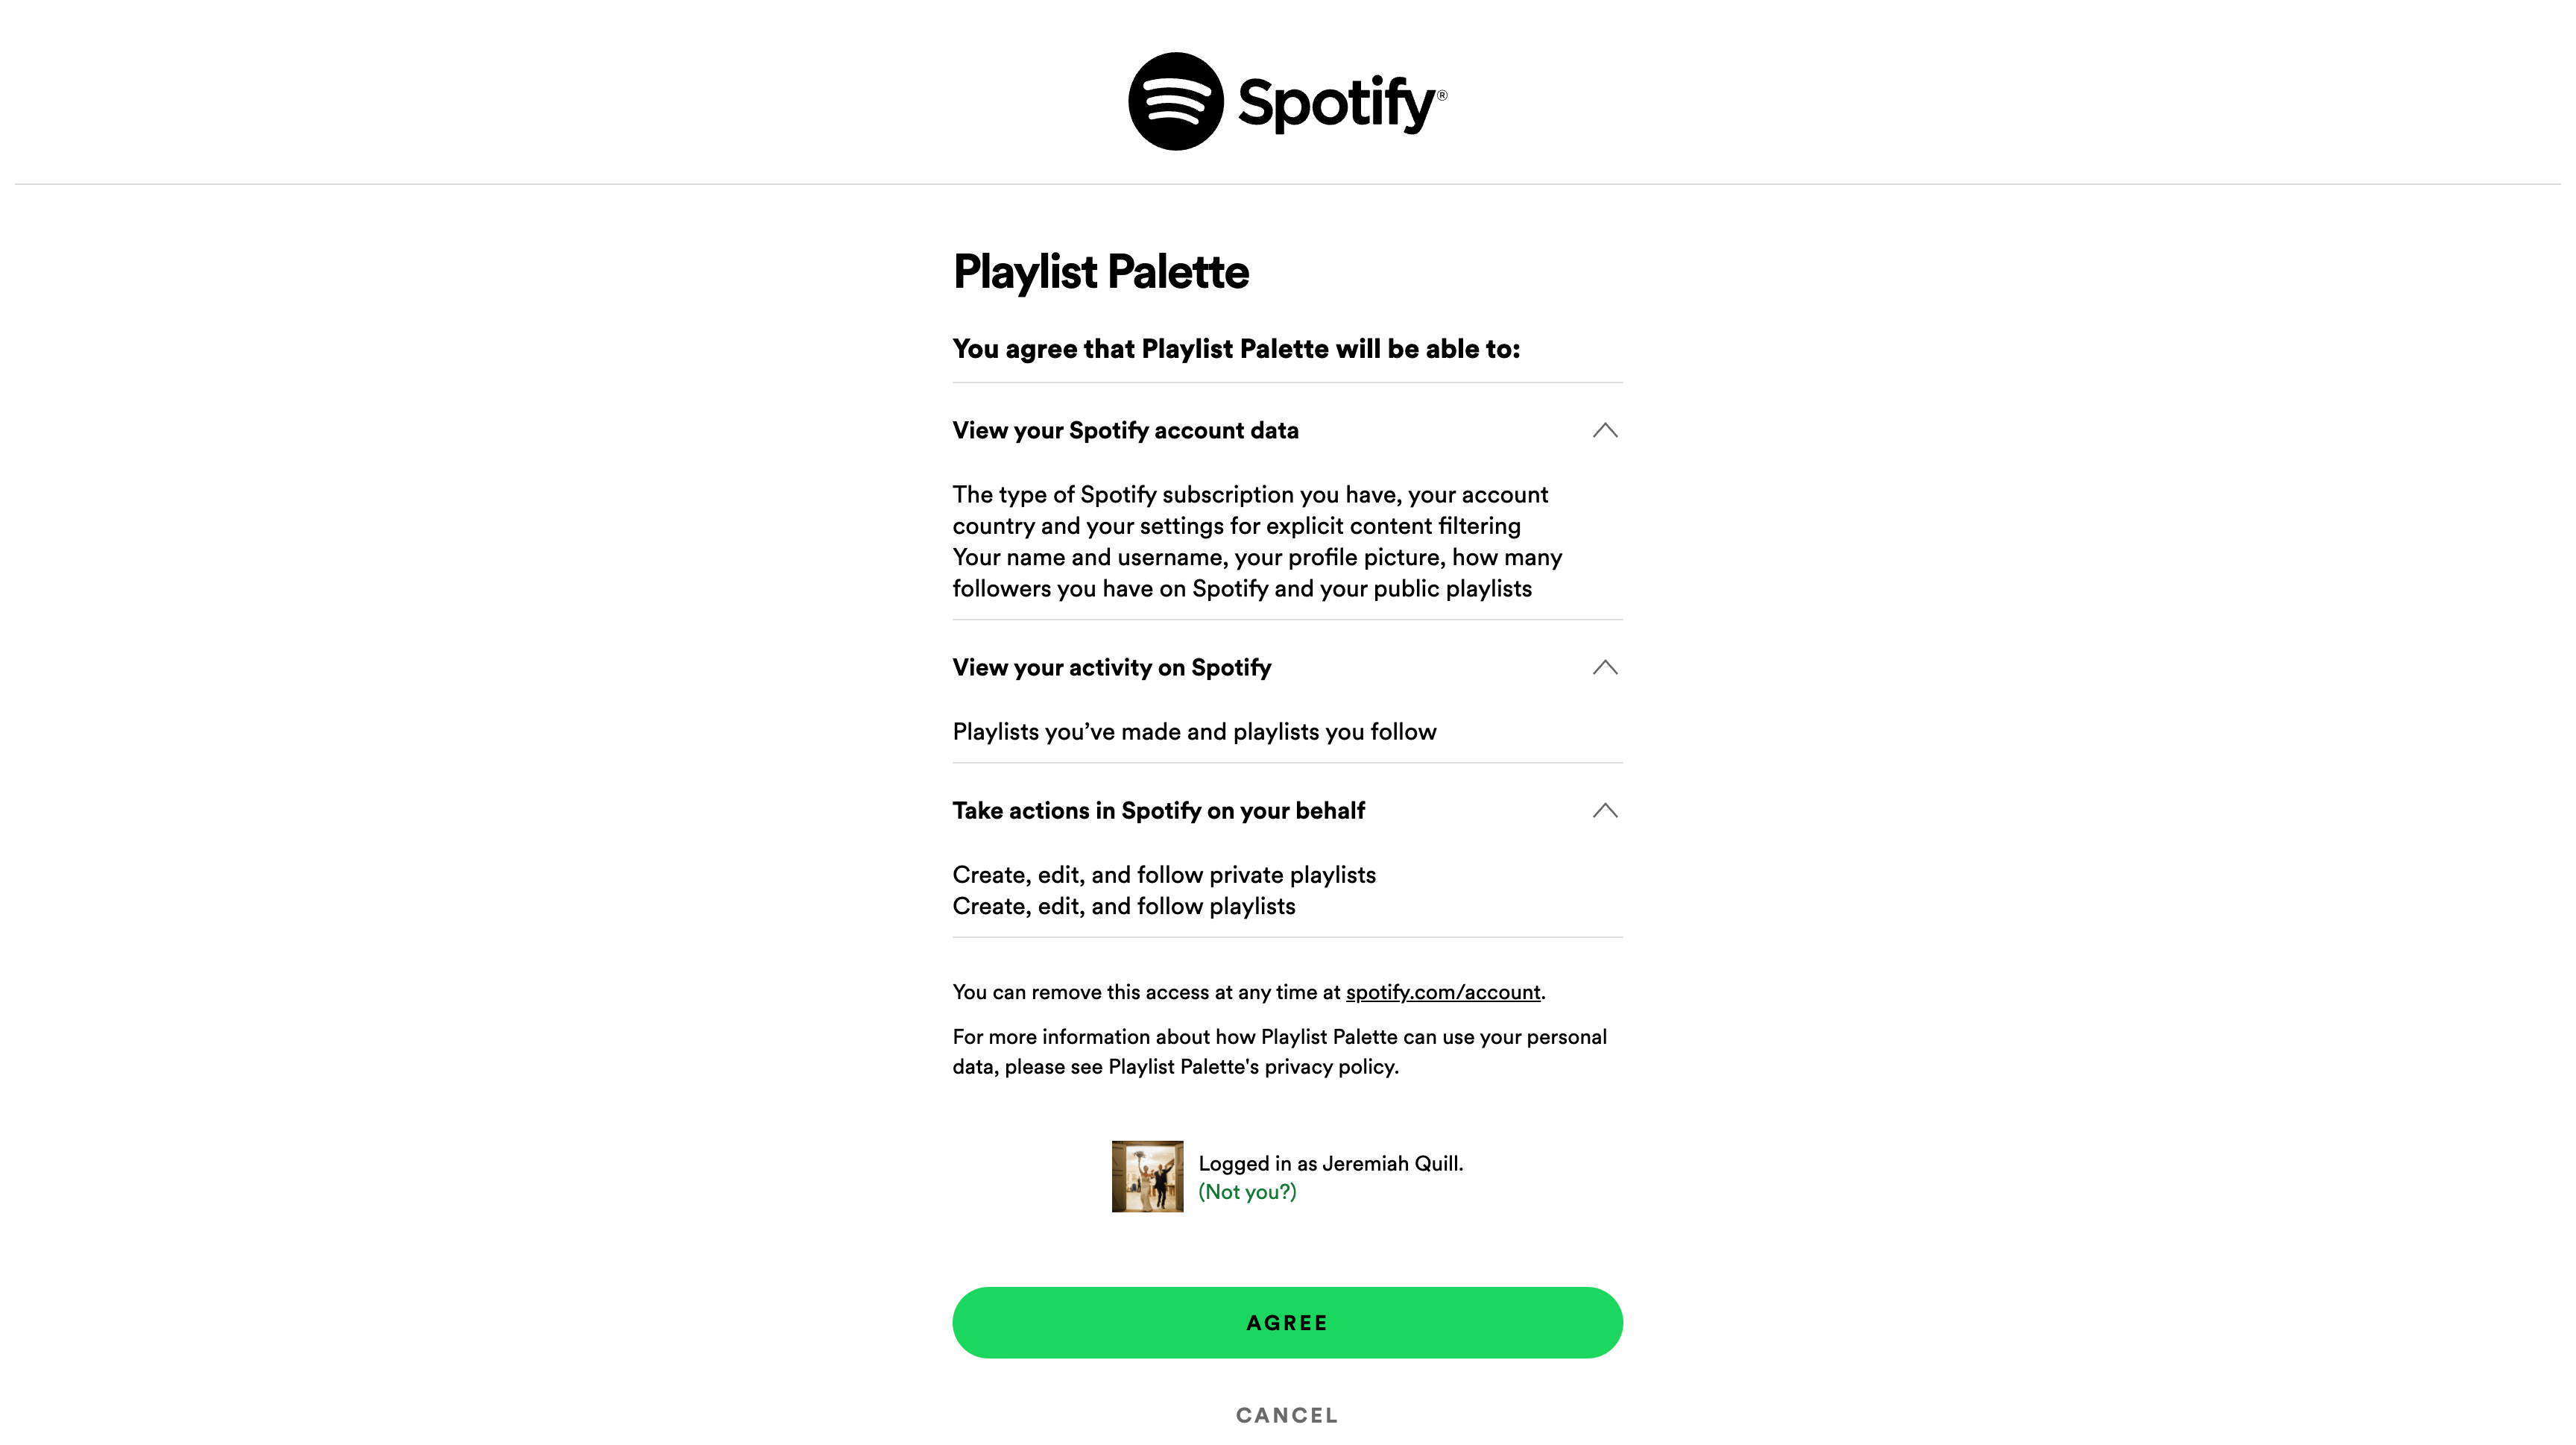 Spotify®
Playlist Palette
You agree that Playlist Palette will be able to:
View your Spotify account data
The type of Spotify subscription you have, your account
country and your settings for explicit content filtering
Your name and username, your profile picture, how many
followers you have on Spotify and your public playlists
View your activity on Spotify
Playlists you’ve made and playlists you follow
Take actions in Spotify on your behalf
Create, edit, and follow private playlists
Create, edit, and follow playlists
You can remove this access at any time at spotify.com/account.
For more information about how Playlist Palette can use your personal
data, please see Playlist Palette's privacy policy.
Logged in as Jeremiah Quill.
(Not you?)
AGREE
CANCEL